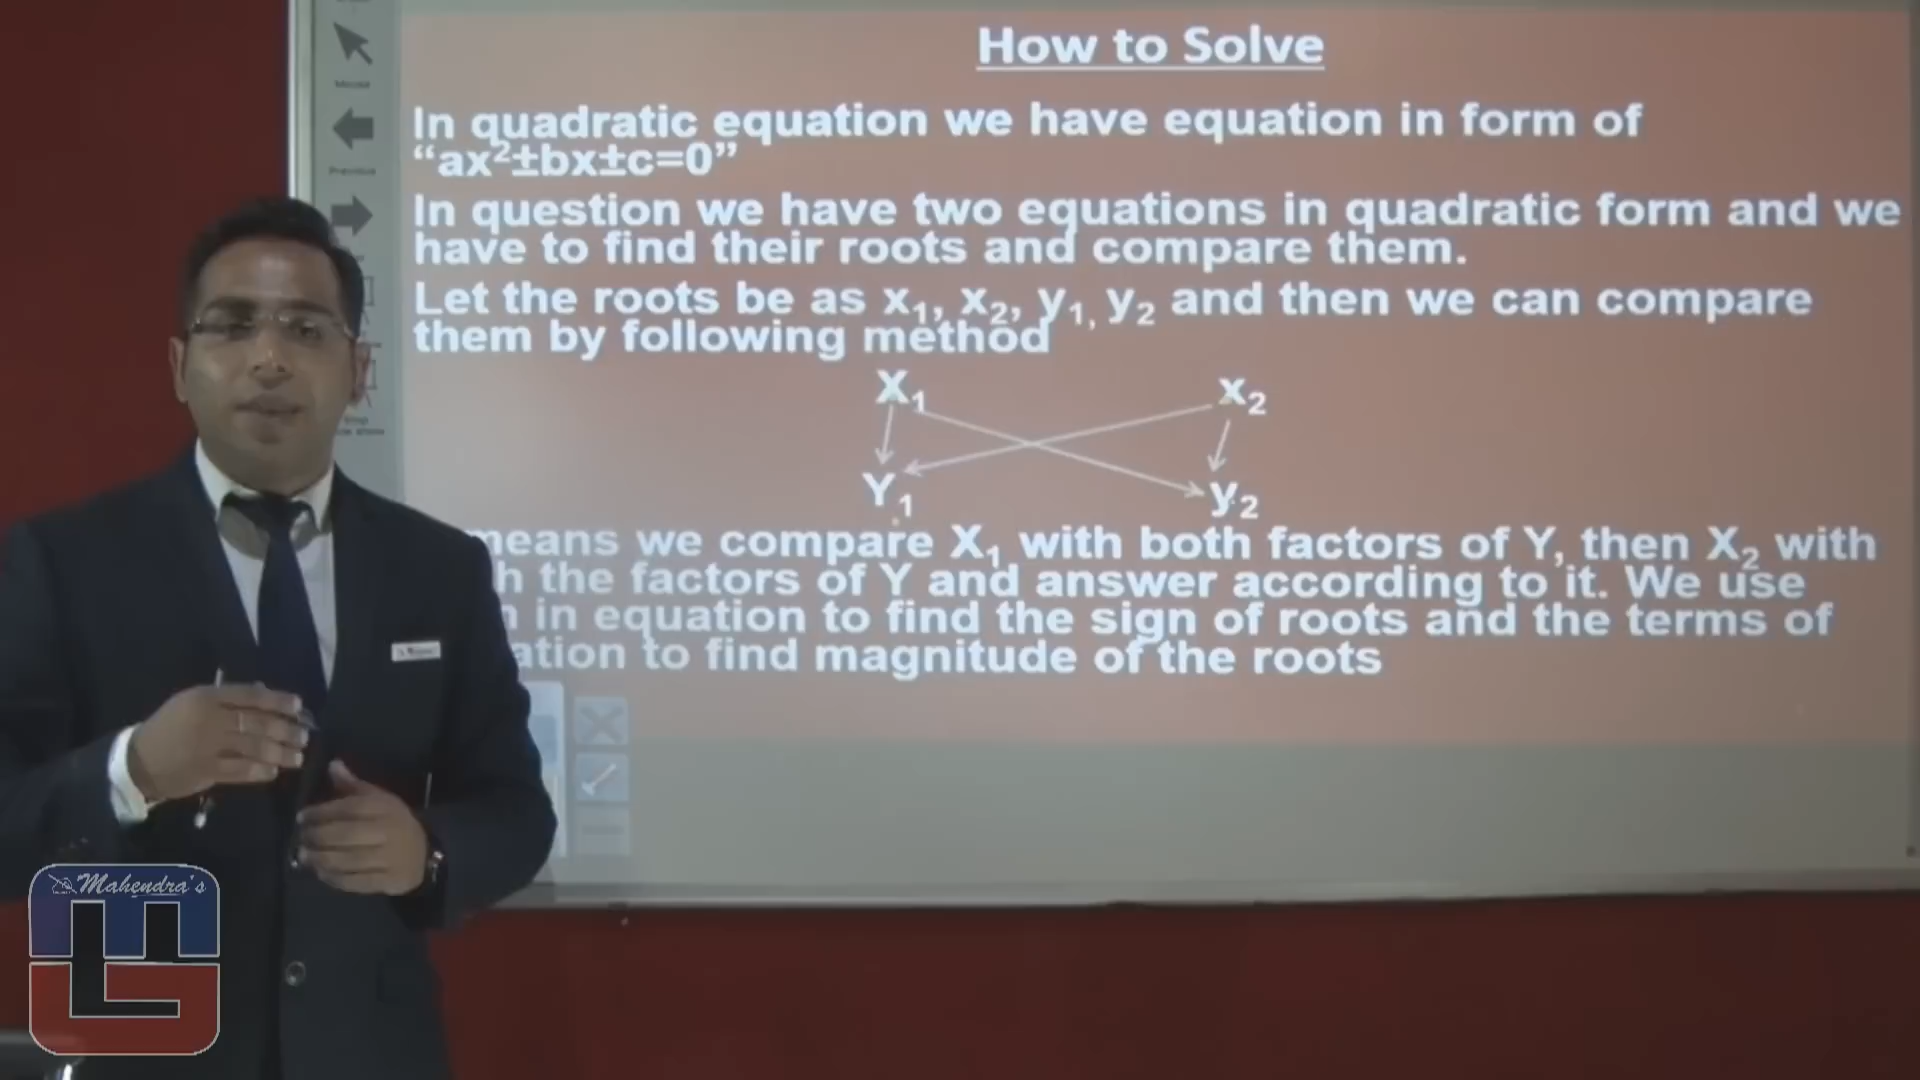 How to Solve
In quadratic equation we have equation in form of
“ax²±bx±c=0”
In question we have two equations in quadratic form and we
have to find their roots and compare them.
Let the roots be as x₁, x₂, y₁, y₂ and then we can compare
them by following method
X₁ x₂
Y₁ y₂
means we compare X₁ with both factors of Y, then X₂ with
the factors of Y and answer according to it. We use
in equation to find the sign of roots and the terms of
to find magnitude of the roots
Previous
Mahendra's